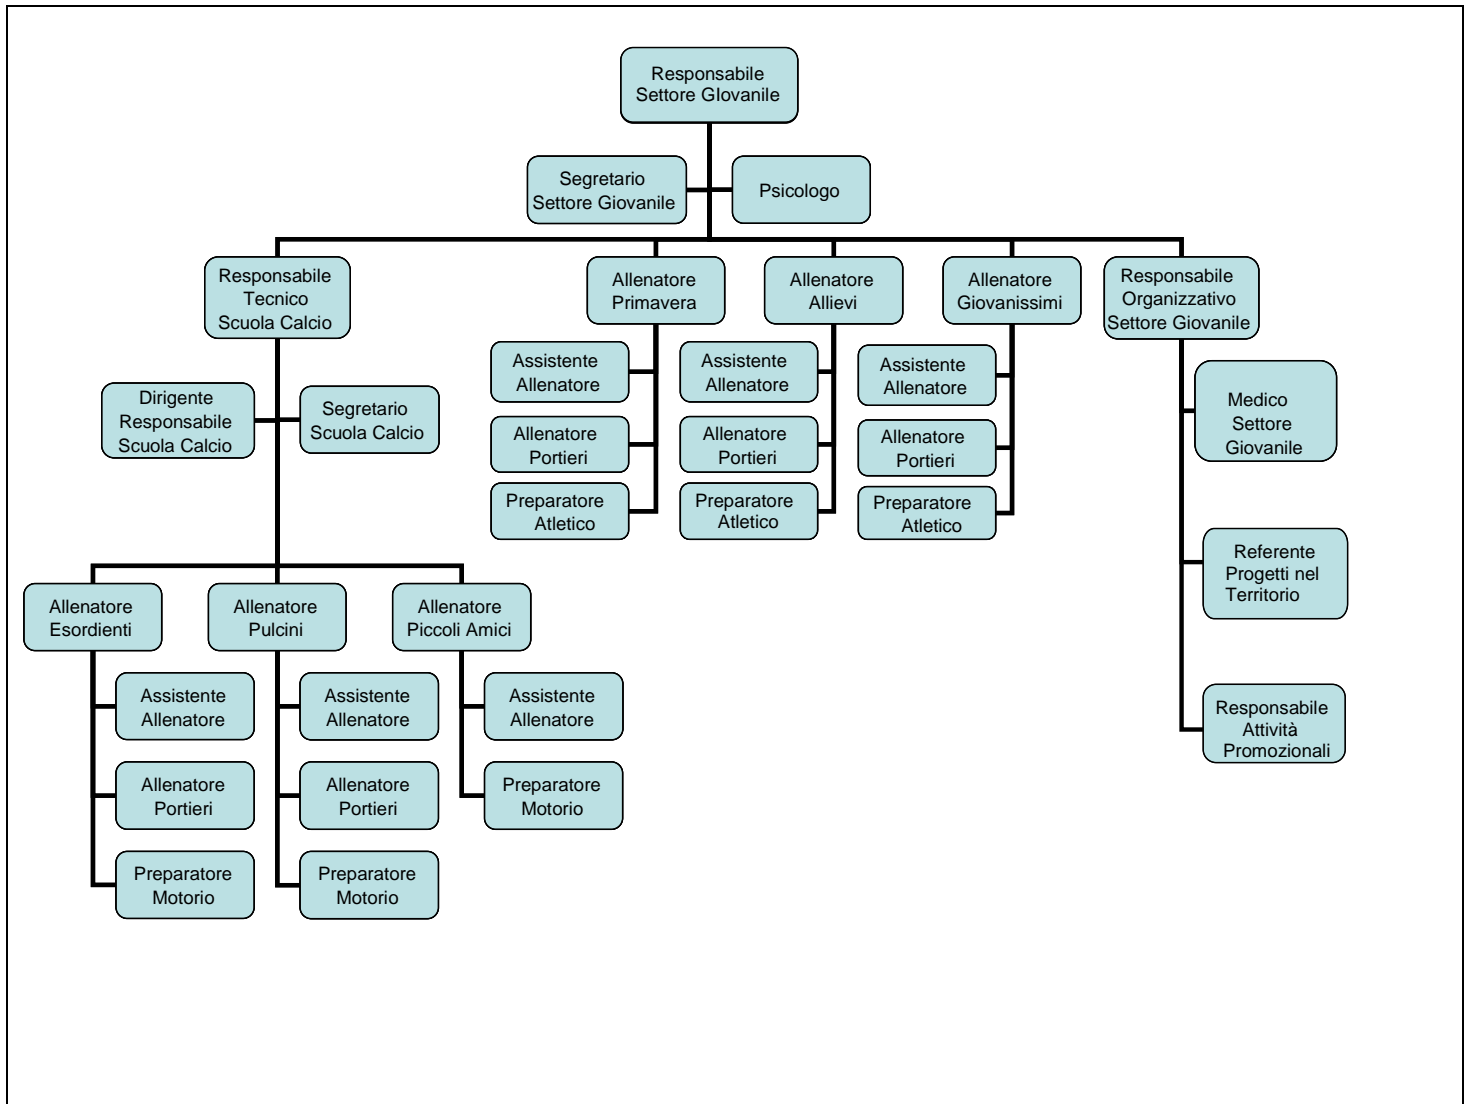 Responsabile
Settore GIovanile
Segretario
Settore Giovanile
Psicologo
Responsabile
Tecnico
Scuola Calcio
Allenatore
Primavera
Allenatore
Allievi
Allenatore
Giovanissimi
Responsabile
Organizzativo
Settore Giovanile
Dirigente
Responsabile
Scuola Calcio
Segretario
Scuola Calcio
Assistente
Allenatore
Allenatore
Portieri
Preparatore
Atletico
Assistente
Allenatore
Allenatore
Portieri
Preparatore
Atletico
Assistente
Allenatore
Allenatore
Portieri
Preparatore
Atletico
Medico
Settore
Giovanile
Referente
Progetti nel
Territorio
Responsabile
Attività
Promozionali
Allenatore
Esordienti
Assistente
Allenatore
Allenatore
Portieri
Preparatore
Motorio
Allenatore
Pulcini
Assistente
Allenatore
Allenatore
Portieri
Preparatore
Motorio
Allenatore
Piccoli Amici
Assistente
Allenatore
Preparatore
Motorio